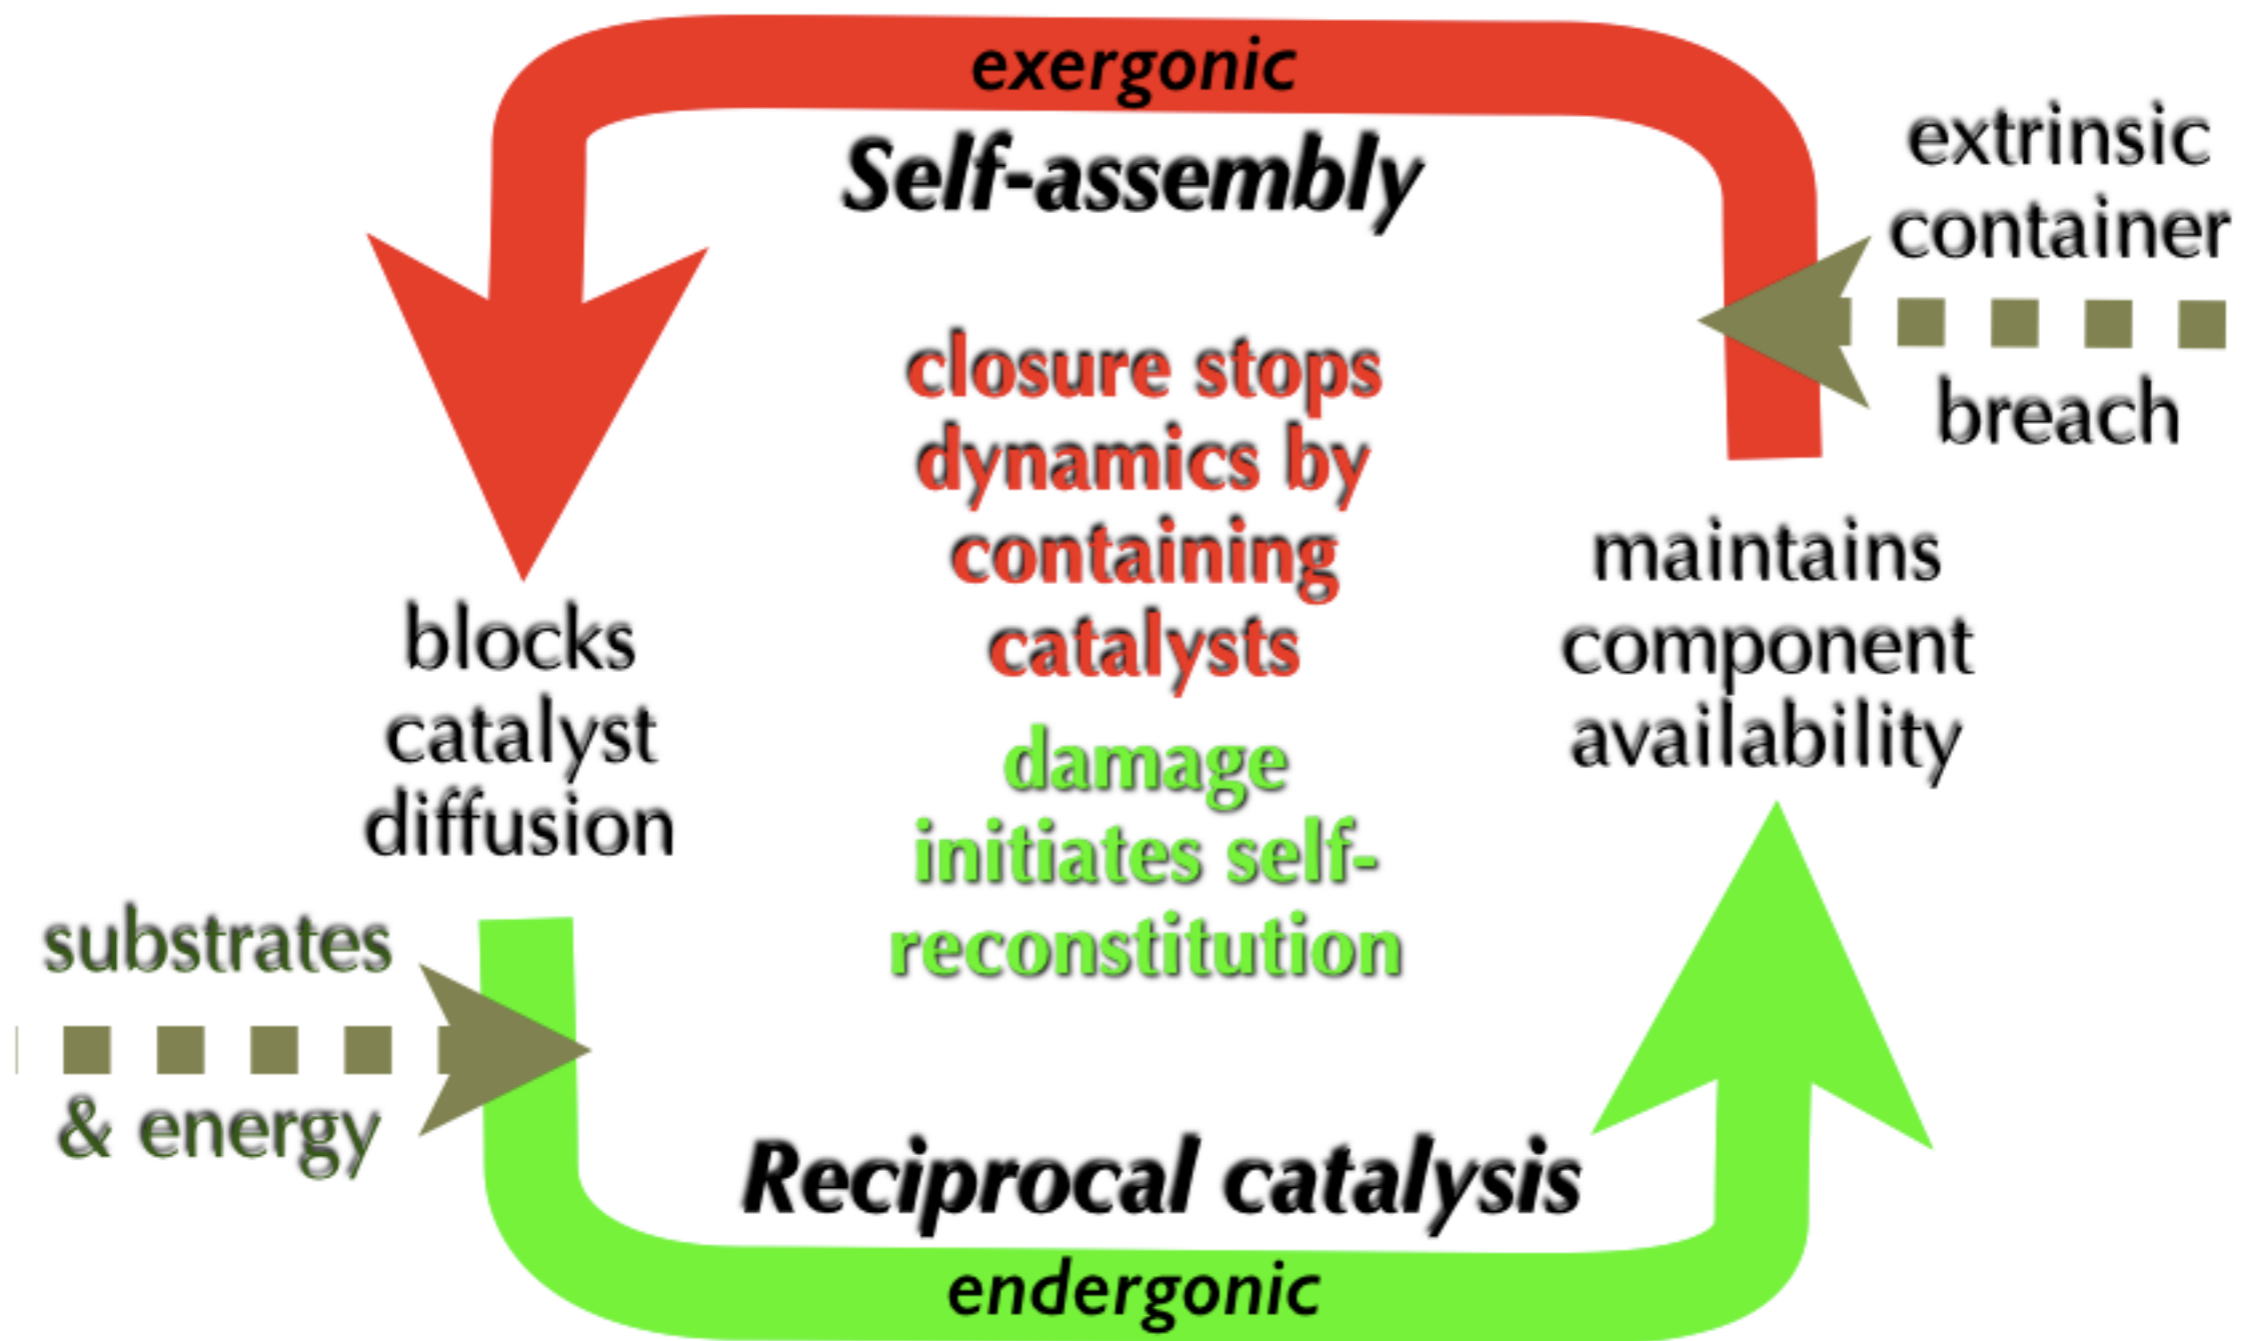 exergonic
Self-assembly
extrinsic
container
breach
closure stops
dynamics by
containing
catalysts
maintains
component
availability
blocks
catalyst
diffusion
damage
initiates self-
reconstitution
substrates
& energy
Reciprocal catalysis
endergonic